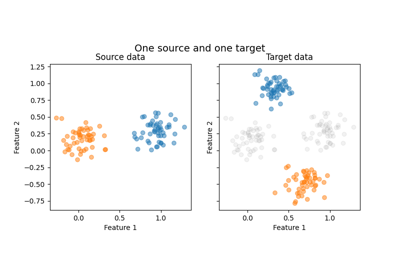 One source and one target
Source data
Target data
Feature 2
1.25
1.00
0.75
0.50
0.25
0.00
−0.25
−0.50
−0.75
0.0
0.5
1.0
Feature 1
Feature 2
0.0
0.5
1.0
Feature 1